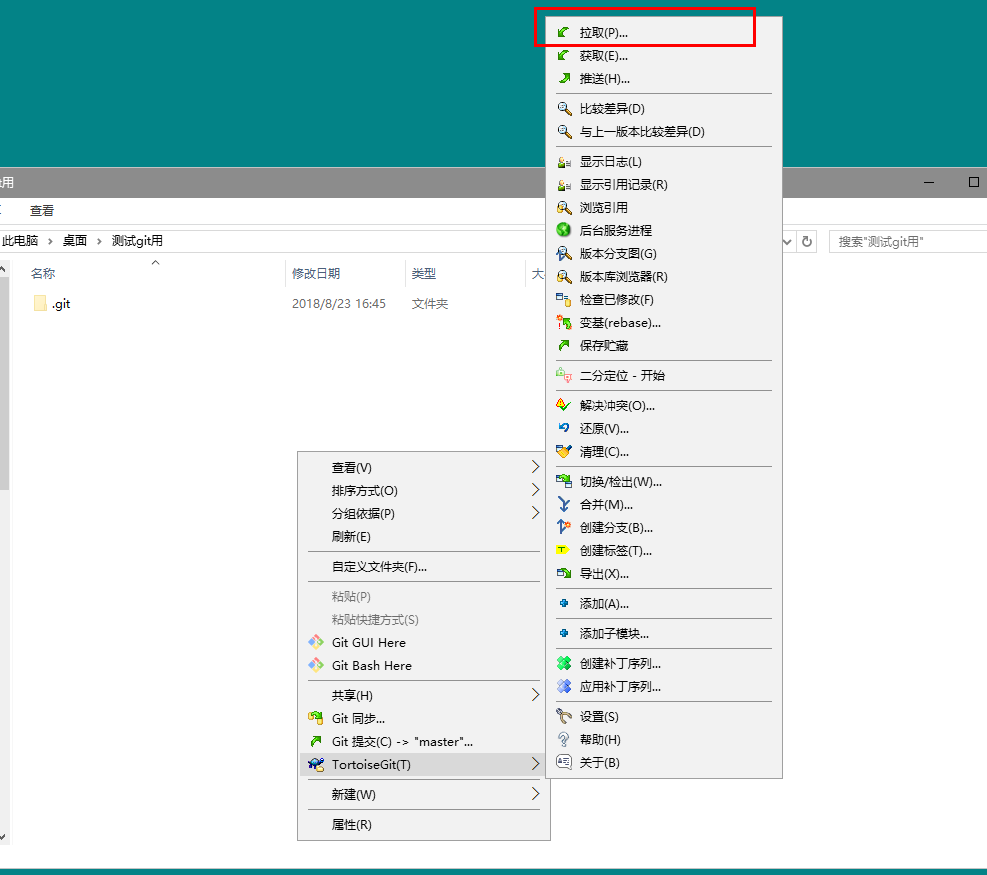 拉取(P)...
获取(E)...
推送(H)...
比较差异(D)
与上一版本比较差异(D)
显示日志(L)
显示引用记录(R)
浏览引用
后台服务进程
版本分支图(G)
版本库浏览器(R)
检查已修改(F)
变基(rebase)...
保存贮藏
二分定位 - 开始
解决冲突(O)...
还原(V)...
清理(C)...
切换/检出(W)...
合并(M)...
创建分支(B)...
创建标签(T)...
导出(X)...
添加(A)...
添加子模块...
创建补丁序列...
应用补丁序列...
设置(S)
帮助(H)
关于(B)
用
查看
此电脑 > 桌面 > 测试git用
搜索"测试git用"
名称 修改日期 类型 大
.git 2018/8/23 16:45 文件夹
查看(V)
排序方式(O)
分组依据(P)
刷新(E)
自定义文件夹(F)...
粘贴(P)
粘贴快捷方式(S)
Git GUI Here
Git Bash Here
共享(H)
Git 同步...
Git 提交(C) -> "master"...
TortoiseGit(T)
新建(W)
属性(R)